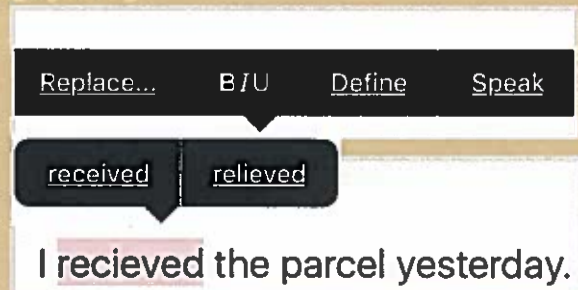 Replace... BIU Define Speak
received relieved
I recieved the parcel yesterday.